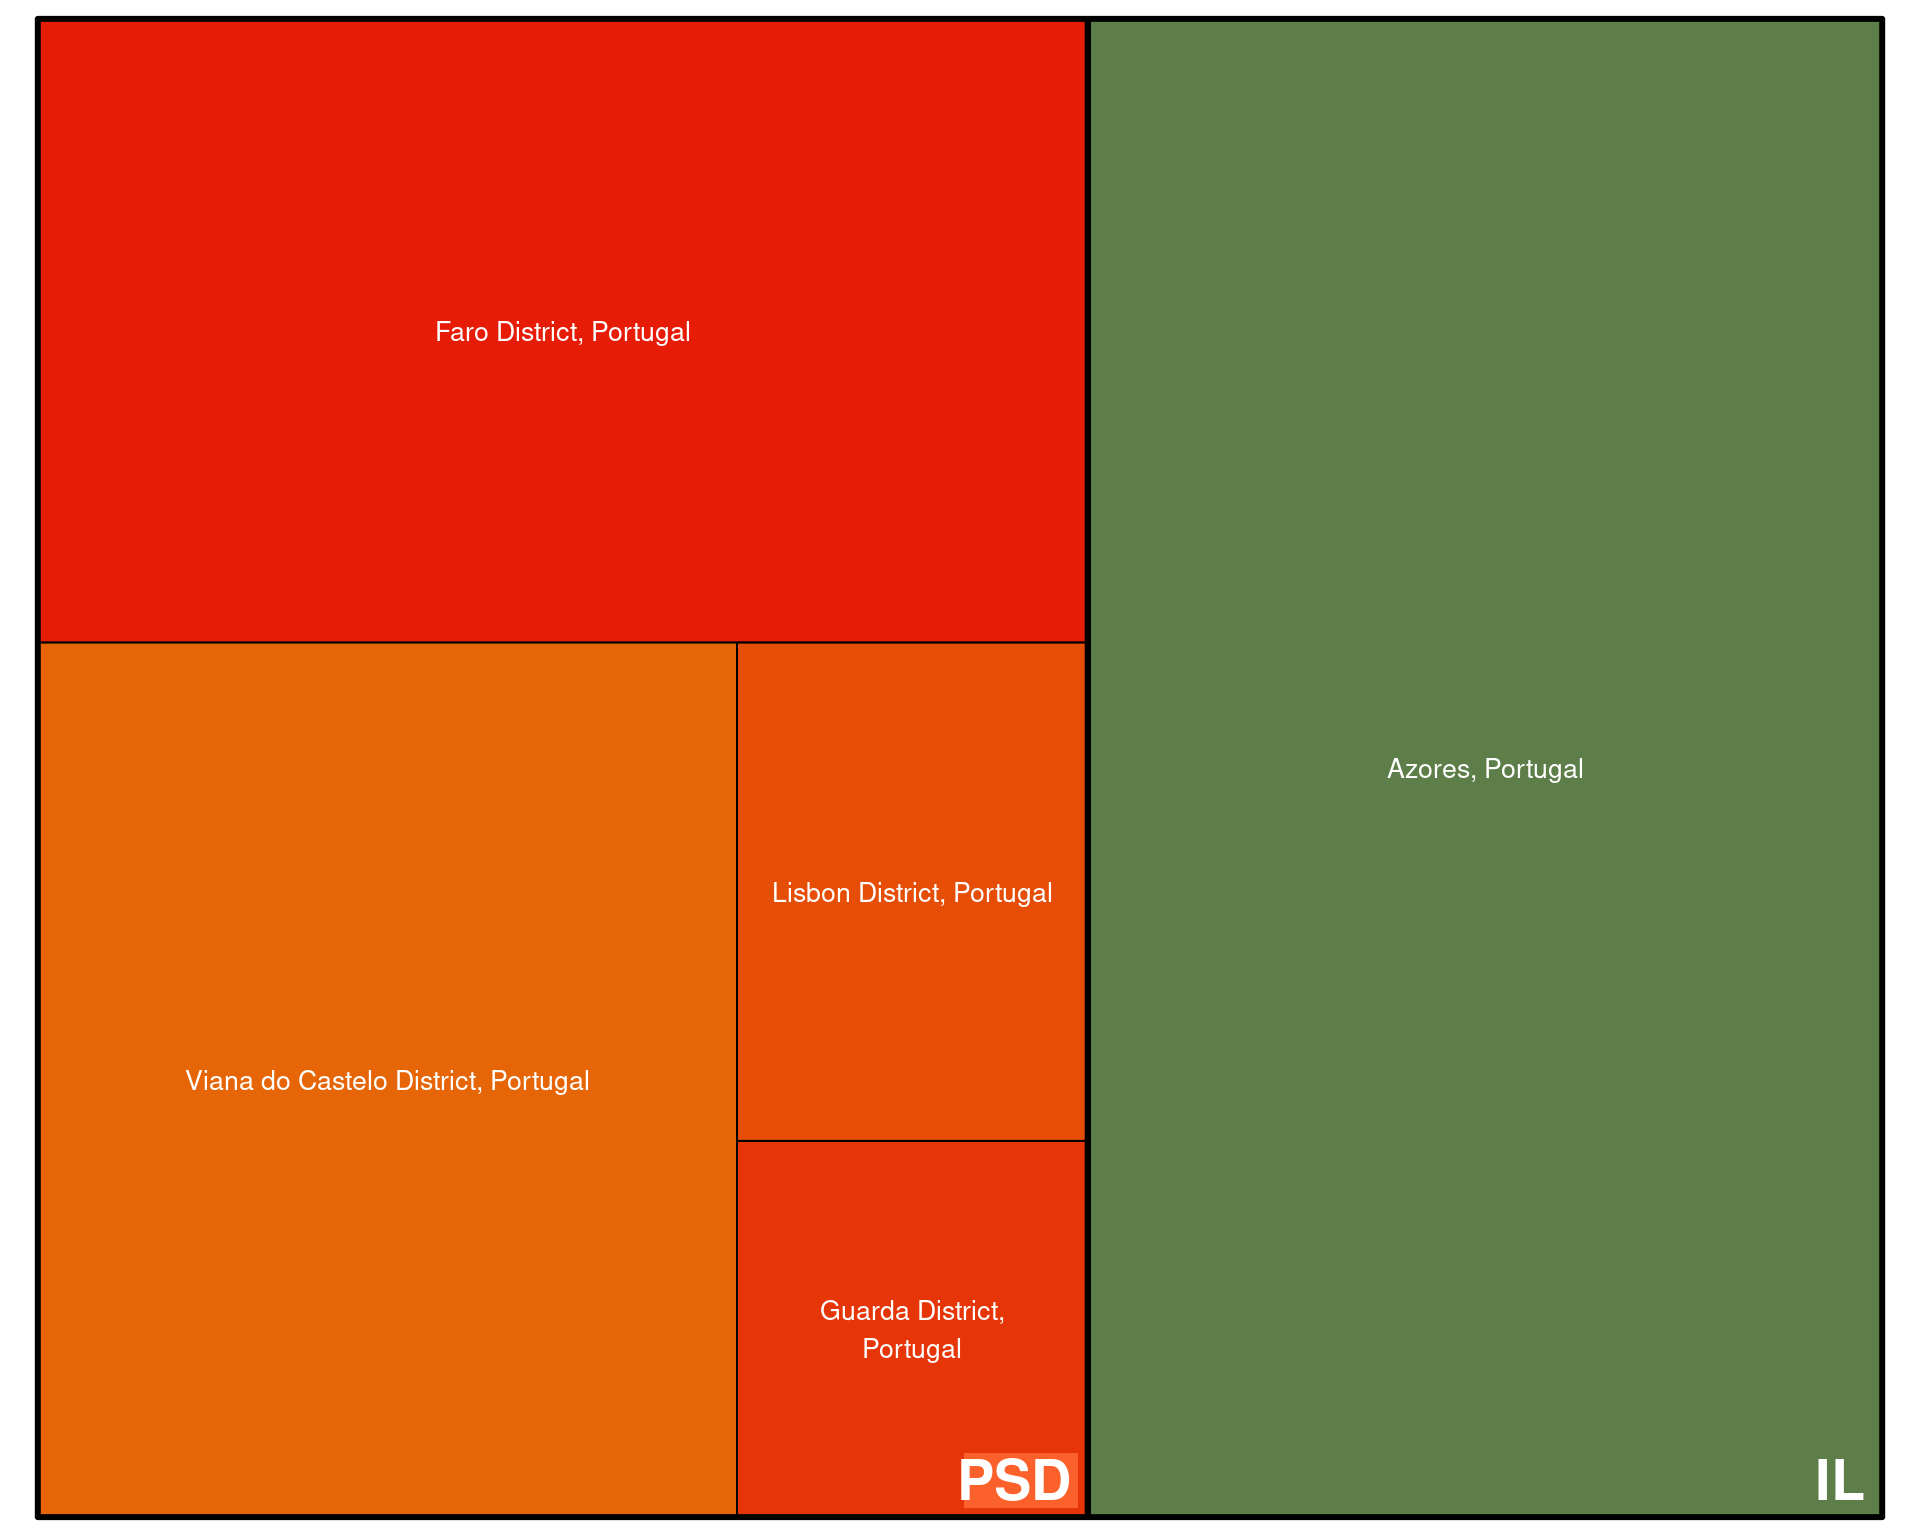 Faro District, Portugal
Azores, Portugal
Lisbon District, Portugal
Viana do Castelo District, Portugal
Guarda District,
Portugal
PSD
IL